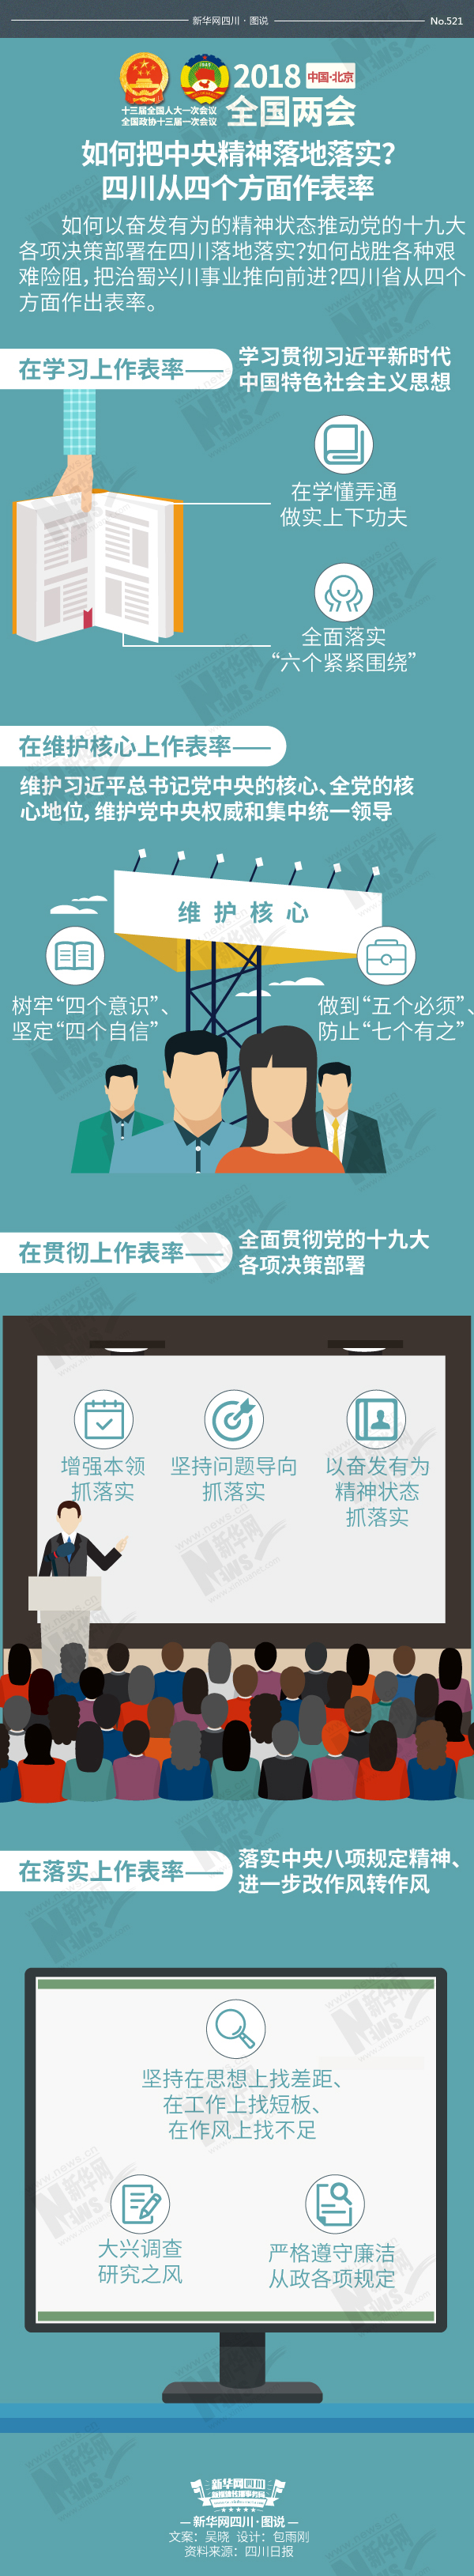 新华网四川·图说
No.521
2018
中国·北京
十三届全国人大一次会议
全国政协十三届一次会议
全国两会
如何把中央精神落地落实?
四川从四个方面作表率
如何以奋发有为的精神状态推动党的十九大
各项决策部署在四川落地落实?如何战胜各种艰
难险阻,把治蜀兴川事业推向前进?四川省从四个
方面作出表率。
在学习上作表率——
学习贯彻习近平新时代
中国特色社会主义思想
在学懂弄通
做实上下功夫
全面落实
“六个紧紧围绕”
在维护核心上作表率——
维护习近平总书记党中央的核心、全党的核
心地位,维护党中央权威和集中统一领导
维护核心
树牢“四个意识”、
坚定“四个自信”
做到“五个必须”、
防止“七个有之”
在贯彻上作表率——
全面贯彻党的十九大
各项决策部署
增强本领
抓落实
坚持问题导向
抓落实
以奋发有为
精神状态
抓落实
在落实上作表率——
落实中央八项规定精神、
进一步改作风转作风
坚持在思想上找差距、
在工作上找短板、
在作风上找不足
大兴调查
研究之风
严格遵守廉洁
从政各项规定
新华网四川
—新华网四川·图说—
文案:吴晓 设计:包雨刚
资料来源:四川日报